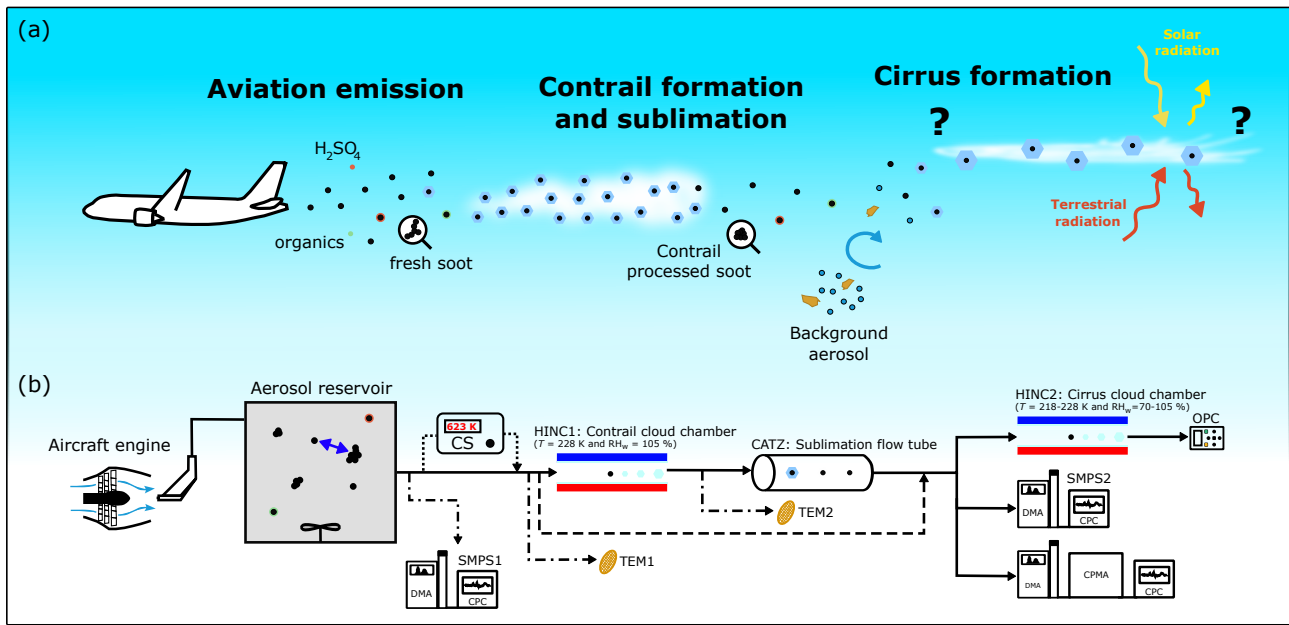 (a)
Aviation emission
Contrail formation
and sublimation
Cirrus formation
Solar
radiation
?
?
H₂SO₄
organics
fresh soot
Contrail
processed soot
Background
aerosol
Terrestrial
radiation
(b)
Aerosol reservoir
Aircraft engine
623 K
CS
HINC1: Contrail cloud chamber
(T = 228 K and RHw = 105 %)
CATZ: Sublimation flow tube
HINC2: Cirrus cloud chamber
(T = 218-228 K and RHw=70-105 %)
OPC
SMPS1
DMA
CPC
TEM1
TEM2
SMPS2
DMA
CPC
DMA
CPMA
CPC